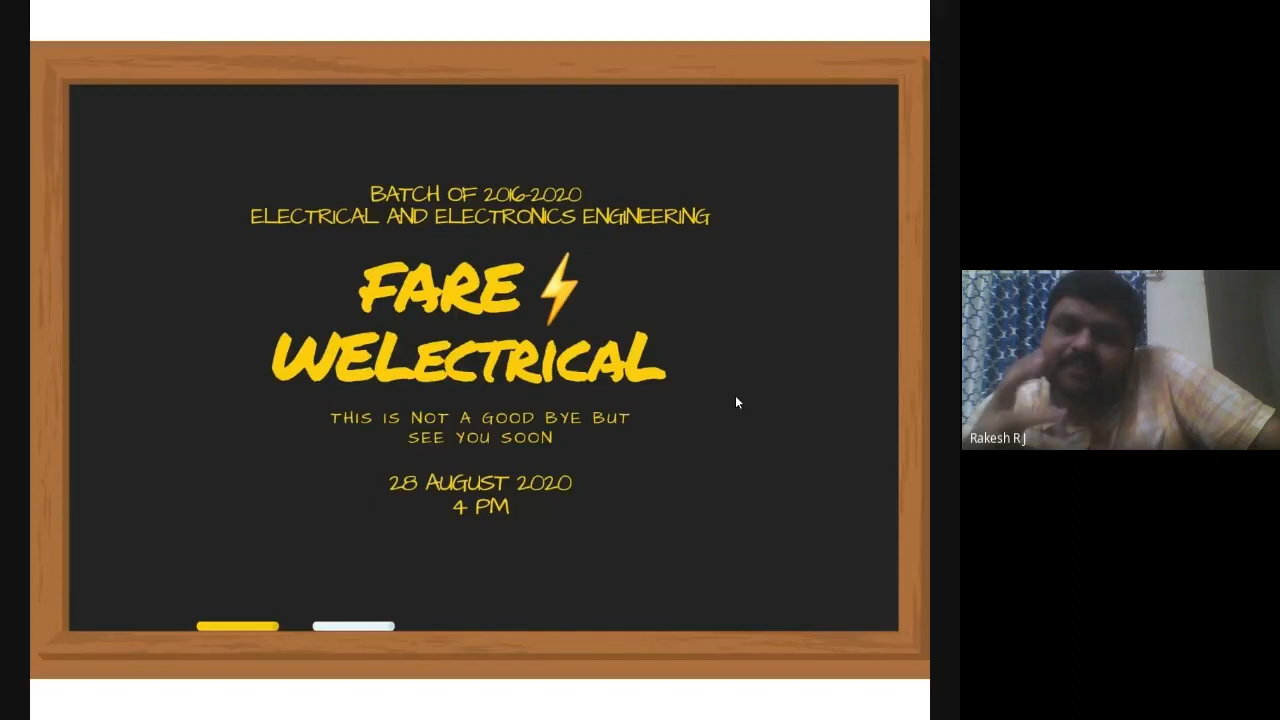 BATCH OF 2016-2020
ELECTRICAL AND ELECTRONICS ENGINEERING
FARE⚡
WELECTRICAL
THIS IS NOT A GOOD BYE BUT
SEE YOU SOON
28 AUGUST 2020
4 PM
Rakesh R J